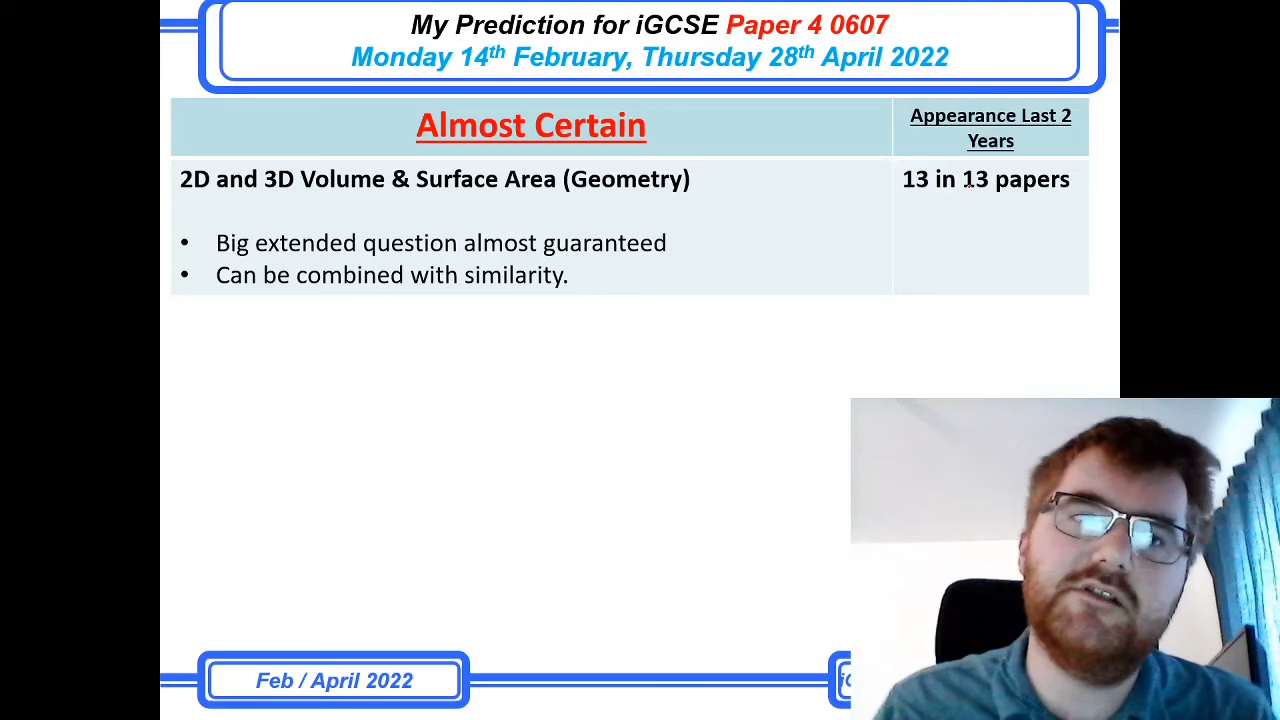 My Prediction for iGCSE Paper 4 0607
Monday 14th February, Thursday 28th April 2022
Almost Certain
Appearance Last 2
Years
2D and 3D Volume & Surface Area (Geometry)
13 in 13 papers
• Big extended question almost guaranteed
• Can be combined with similarity.
Feb / April 2022